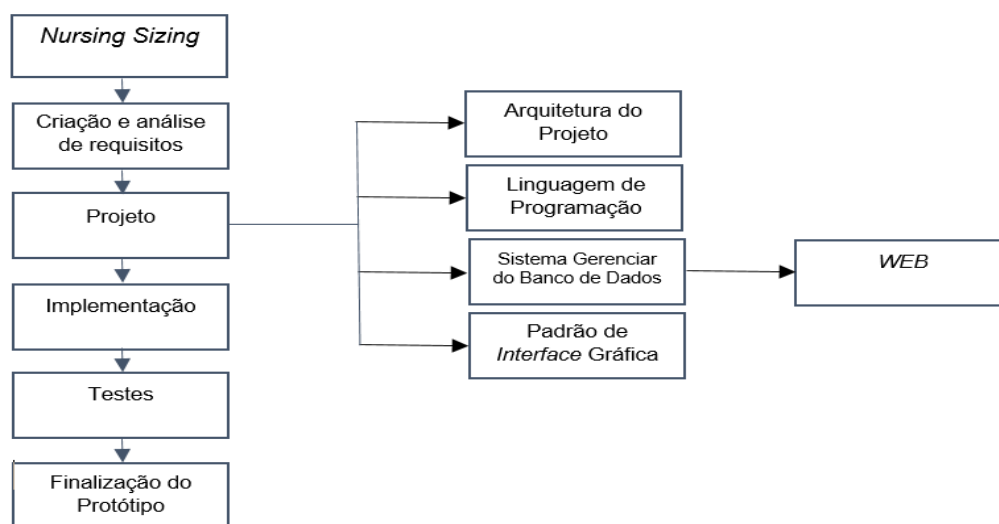 Nursing Sizing
Criação e análise
de requisitos
Projeto
Implementação
Testes
Finalização do
Protótipo
Arquitetura do
Projeto
Linguagem de
Programação
Sistema Gerenciar
do Banco de Dados
Padrão de
Interface Gráfica
WEB